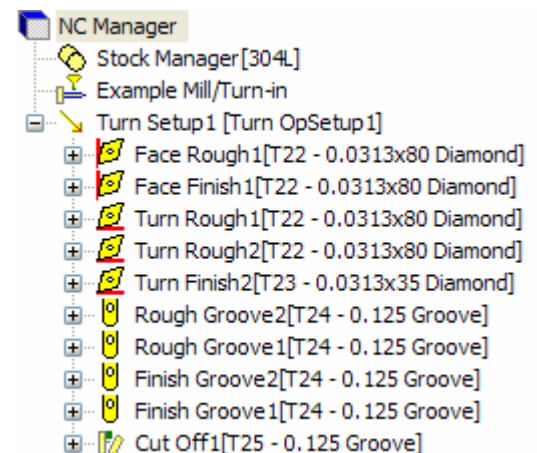 NC Manager
Stock Manager[304L]
Example Mill/Turn-in
Turn Setup1 [Turn OpSetup1]
Face Rough1[T22 - 0.0313x80 Diamond]
Face Finish1[T22 - 0.0313x80 Diamond]
Turn Rough1[T22 - 0.0313x80 Diamond]
Turn Rough2[T22 - 0.0313x80 Diamond]
Turn Finish2[T23 - 0.0313x35 Diamond]
Rough Groove2[T24 - 0.125 Groove]
Rough Groove1[T24 - 0.125 Groove]
Finish Groove2[T24 - 0.125 Groove]
Finish Groove1[T24 - 0.125 Groove]
Cut Off1[T25 - 0.125 Groove]